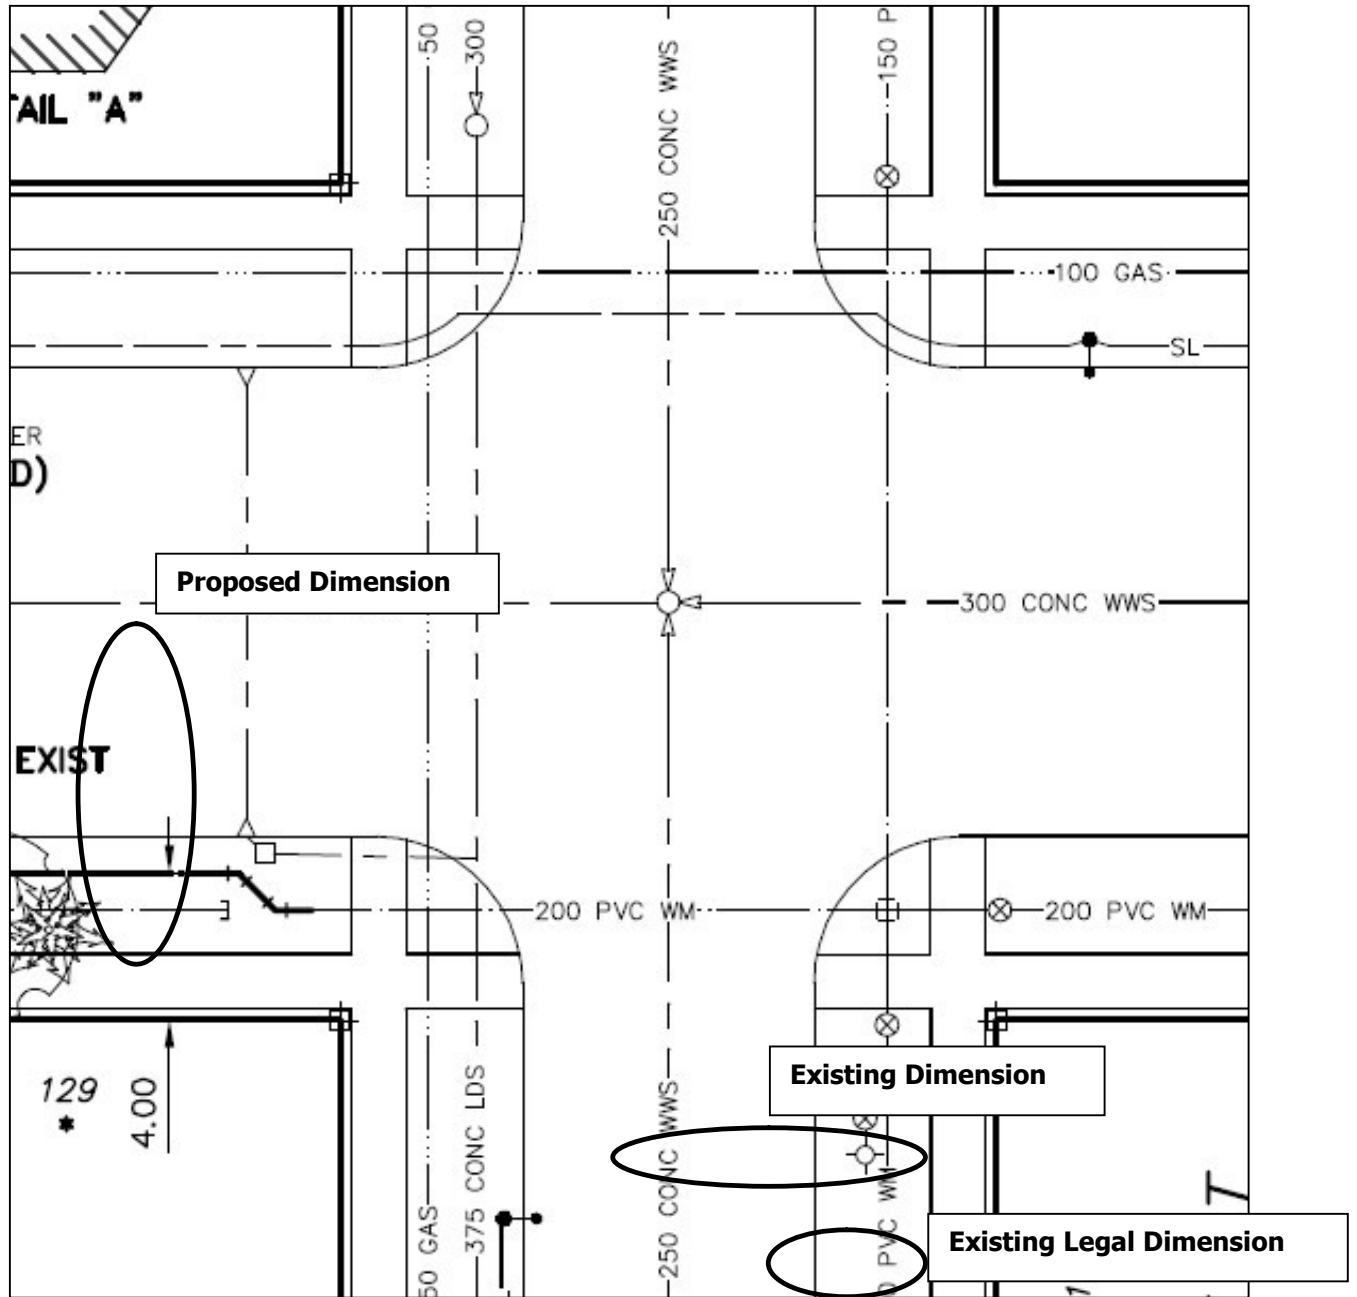 50
300
250 CONC WWS
150 P
AIL "A"
100 GAS
SL
ER
D)
Proposed Dimension
300 CONC WWS
EXIST
200 PVC WM
200 PVC WM
129
*
4.00
Existing Dimension
60 GAS
375 CONC LDS
250 CONC WWS
0 PVC WM
Existing Legal Dimension